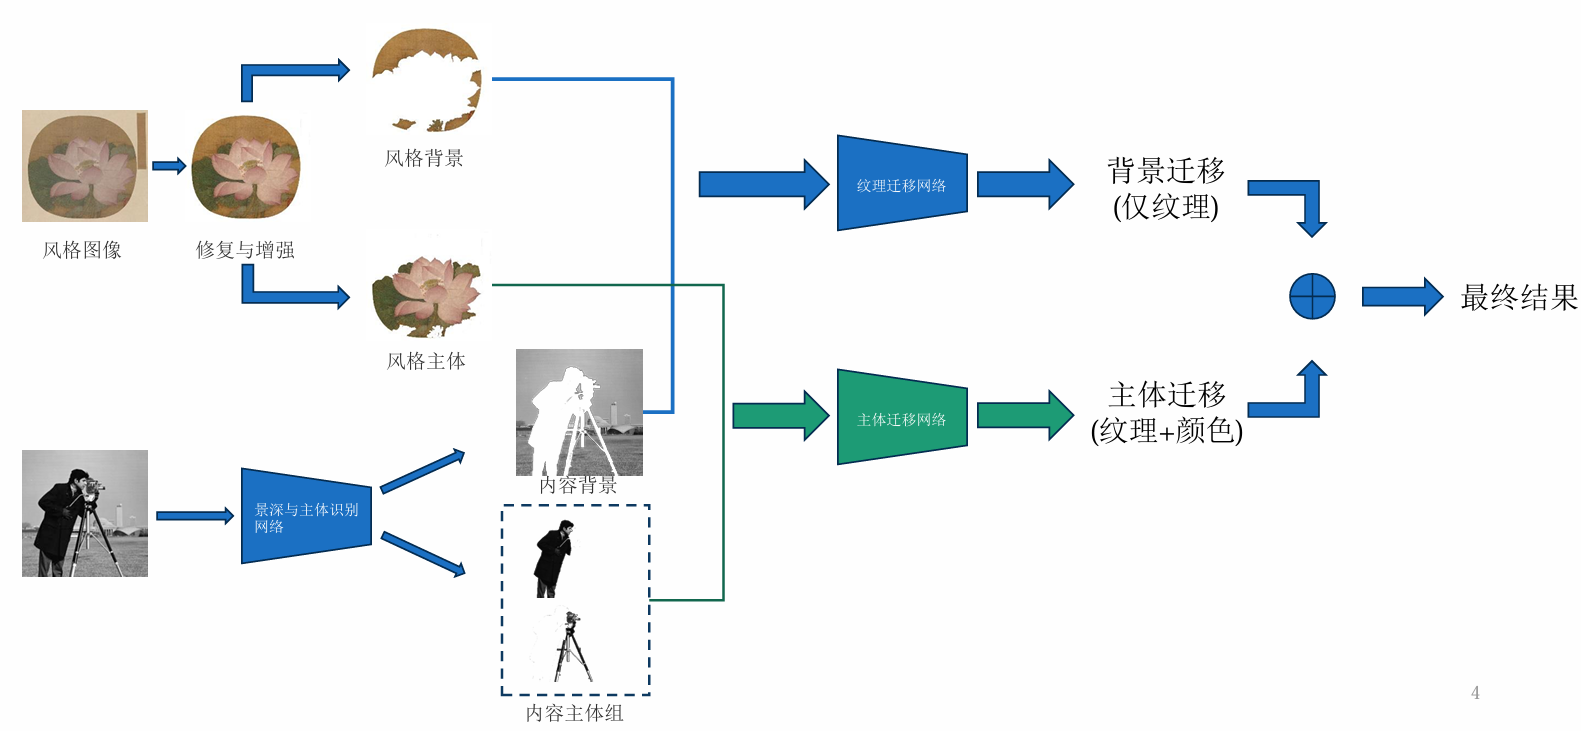 风格背景
风格图像
修复与增强
风格主体
内容背景
景深与主体识别
网络
内容主体组
纹理迁移网络
背景迁移
(仅纹理)
主体迁移网络
主体迁移
(纹理+颜色)
最终结果
4